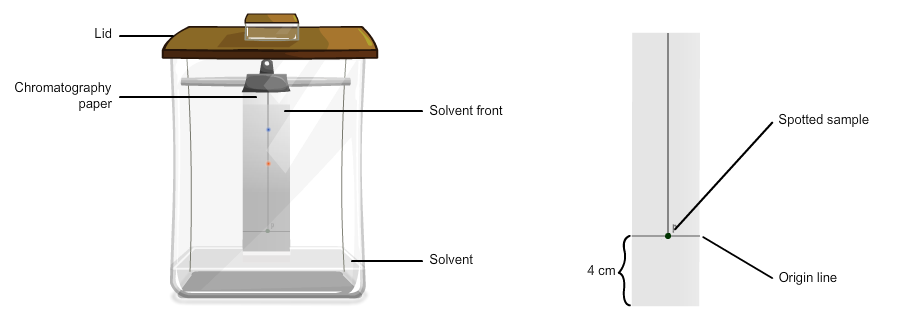 Lid
Chromatography
paper
Solvent front
Solvent
Spotted sample
4 cm
Origin line